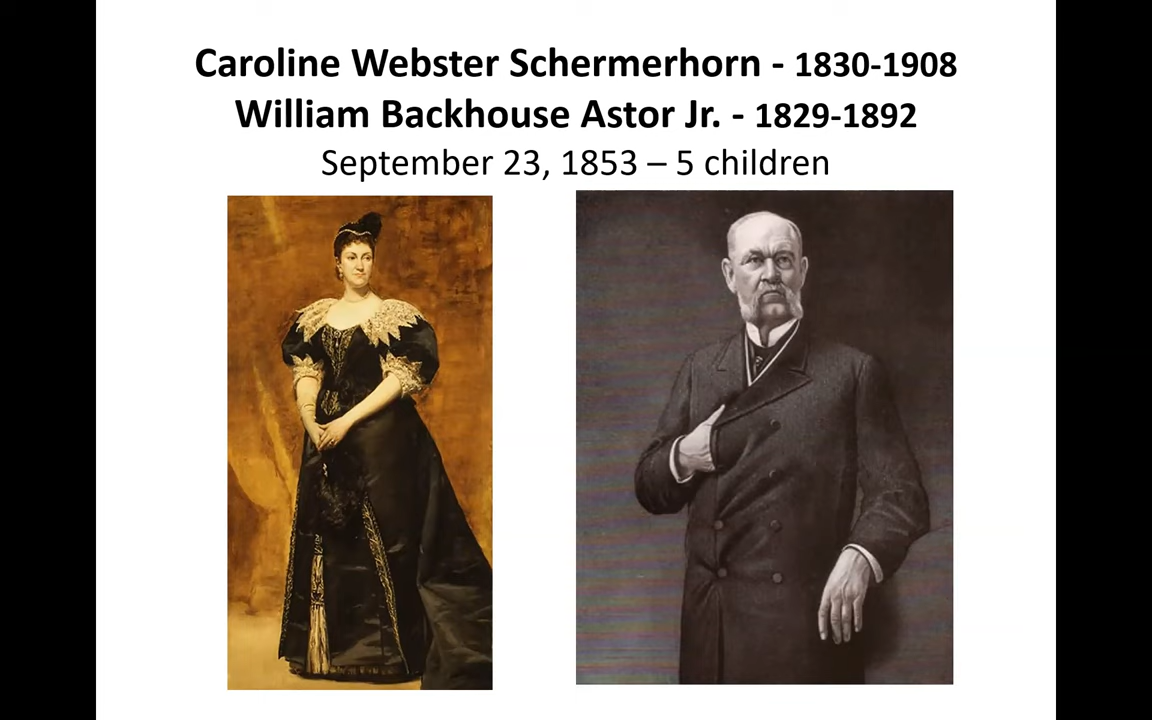 Caroline Webster Schermerhorn - 1830-1908
William Backhouse Astor Jr. - 1829-1892
September 23, 1853 – 5 children